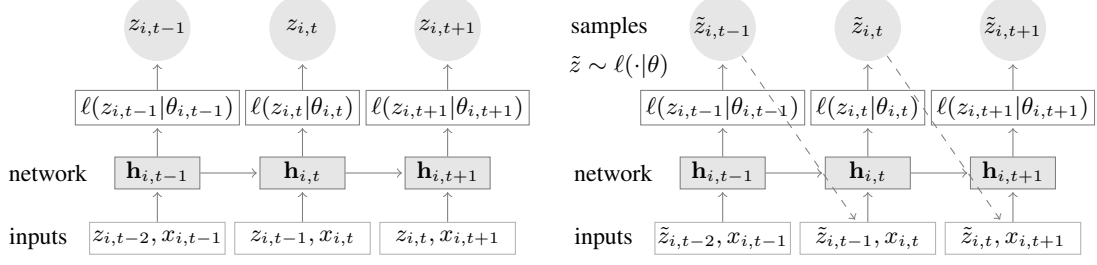 z_{i,t−1} z_{i,t} z_{i,t+1}
ℓ(z_{i,t−1}|θ_{i,t−1}) ℓ(z_{i,t}|θ_{i,t}) ℓ(z_{i,t+1}|θ_{i,t+1})
network h_{i,t−1} h_{i,t} h_{i,t+1}
inputs z_{i,t−2}, x_{i,t−1} z_{i,t−1}, x_{i,t} z_{i,t}, x_{i,t+1}
samples z̃_{i,t−1} z̃_{i,t} z̃_{i,t+1}
z̃ ∼ ℓ(·|θ)
ℓ(z_{i,t−1}|θ_{i,t−1}) ℓ(z_{i,t}|θ_{i,t}) ℓ(z_{i,t+1}|θ_{i,t+1})
network h_{i,t−1} h_{i,t} h_{i,t+1}
inputs z̃_{i,t−2}, x_{i,t−1} z̃_{i,t−1}, x_{i,t} z̃_{i,t}, x_{i,t+1}